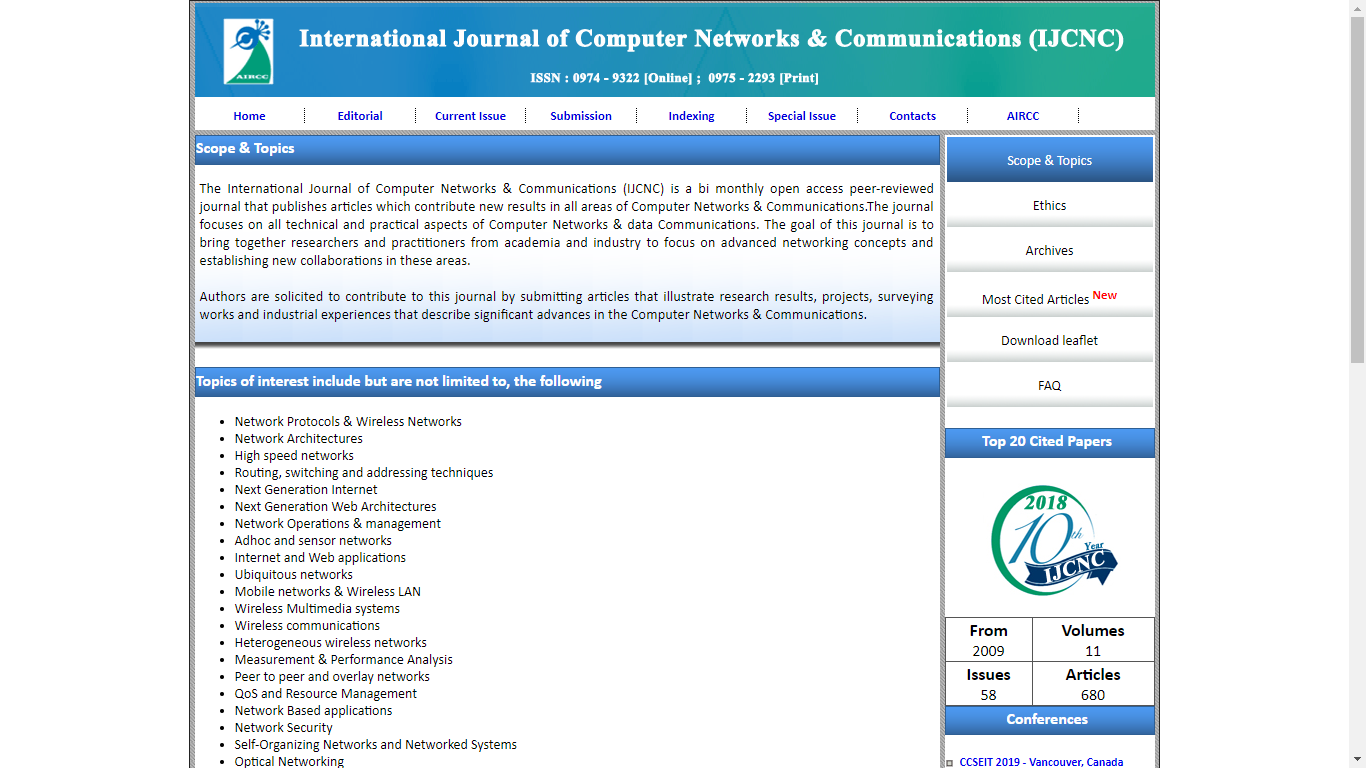 AIRCC
International Journal of Computer Networks & Communications (IJCNC)
ISSN : 0974 - 9322 [Online] ; 0975 - 2293 [Print]
Home Editorial Current Issue Submission Indexing Special Issue Contacts AIRCC
Scope & Topics
The International Journal of Computer Networks & Communications (IJCNC) is a bi monthly open access peer-reviewed
journal that publishes articles which contribute new results in all areas of Computer Networks & Communications.The journal
focuses on all technical and practical aspects of Computer Networks & data Communications. The goal of this journal is to
bring together researchers and practitioners from academia and industry to focus on advanced networking concepts and
establishing new collaborations in these areas.
Authors are solicited to contribute to this journal by submitting articles that illustrate research results, projects, surveying
works and industrial experiences that describe significant advances in the Computer Networks & Communications.
Topics of interest include but are not limited to, the following
Network Protocols & Wireless Networks
Network Architectures
High speed networks
Routing, switching and addressing techniques
Next Generation Internet
Next Generation Web Architectures
Network Operations & management
Adhoc and sensor networks
Internet and Web applications
Ubiquitous networks
Mobile networks & Wireless LAN
Wireless Multimedia systems
Wireless communications
Heterogeneous wireless networks
Measurement & Performance Analysis
Peer to peer and overlay networks
QoS and Resource Management
Network Based applications
Network Security
Self-Organizing Networks and Networked Systems
Optical Networking
Scope & Topics
Ethics
Archives
Most Cited Articles New
Download leaflet
FAQ
Top 20 Cited Papers
2018
10th
Year
IJCNC
From Volumes
2009 11
Issues Articles
58 680
Conferences
CCSEIT 2019 - Vancouver, Canada